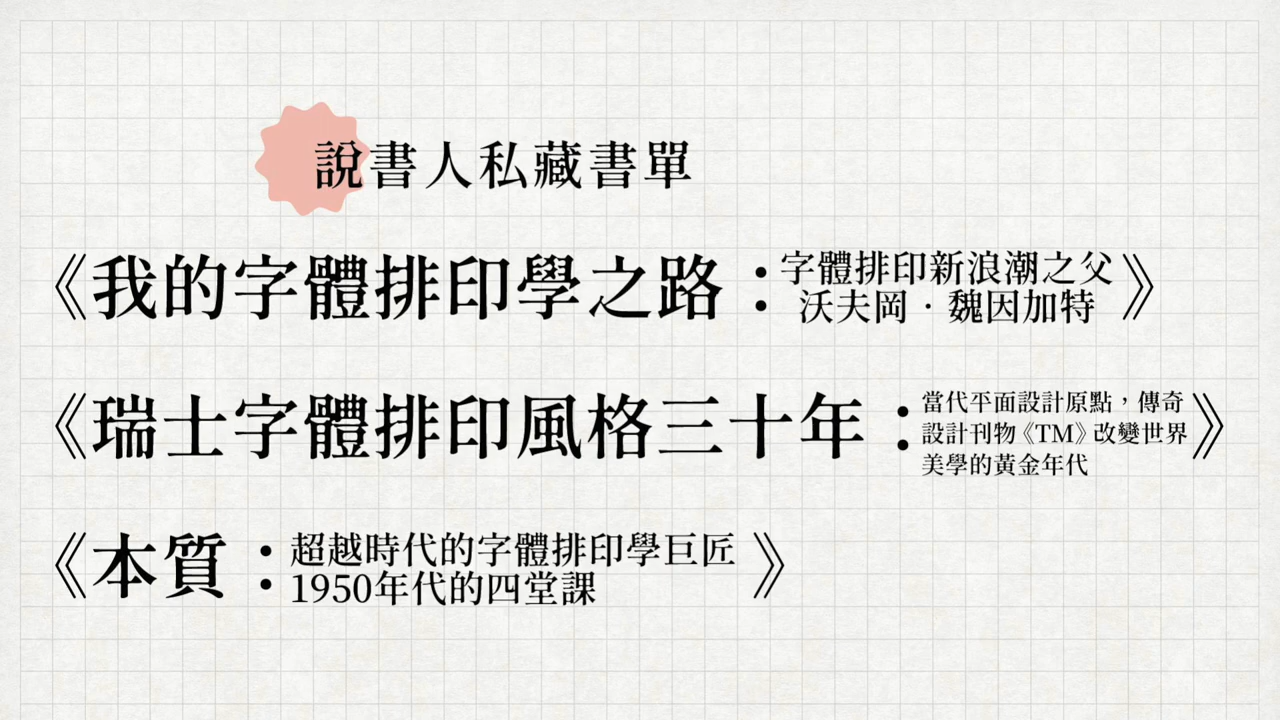 說書人私藏書單
《我的字體排印學之路：字體排印新浪潮之父
沃夫岡·魏因加特》
《瑞士字體排印風格三十年：當代平面設計原點，傳奇
設計刊物《TM》改變世界
美學的黃金年代》
《本質：超越時代的字體排印學巨匠
1950年代的四堂課》